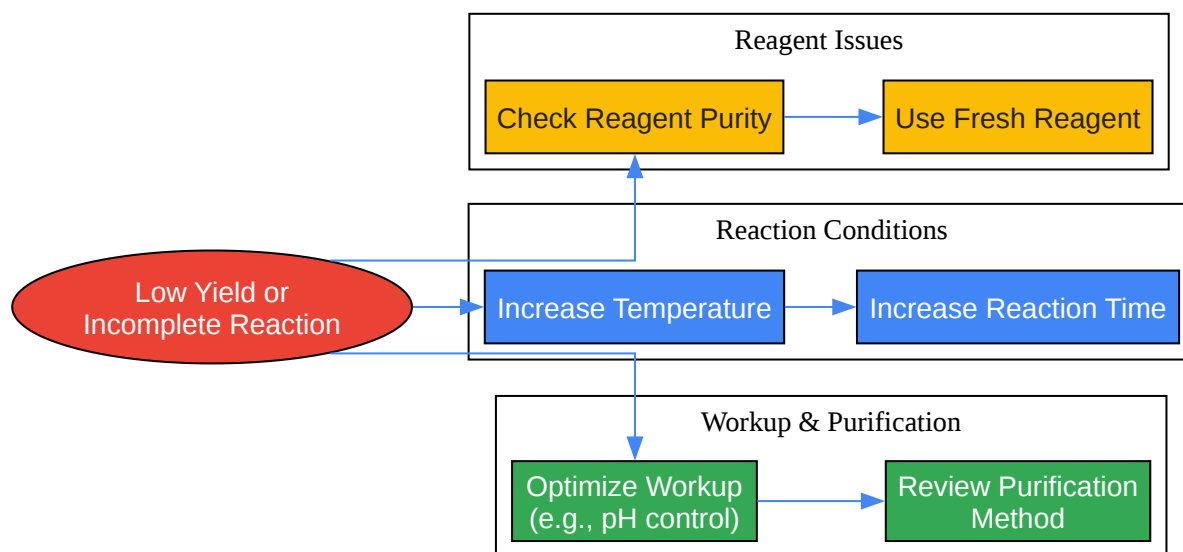 Reagent Issues
Check Reagent Purity
Use Fresh Reagent
Reaction Conditions
Low Yield or
Incomplete Reaction
Increase Temperature
Increase Reaction Time
Workup & Purification
Optimize Workup
(e.g., pH control)
Review Purification
Method